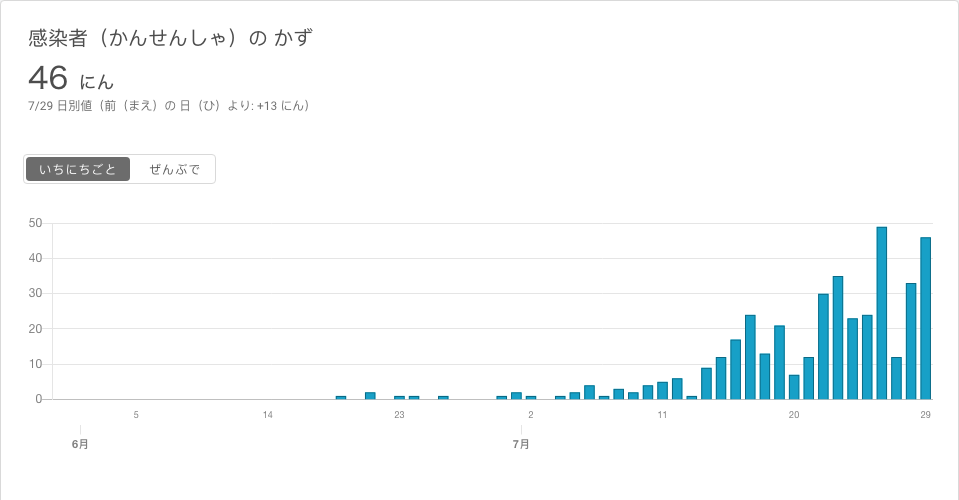 感染者（かんせんしゃ）の かず
46 にん
7/29 日別値（前（まえ）の 日（ひ）より: +13 にん）
いちにちごと ぜんぶで
50
40
30
20
10
0
5 14 23 2 11 20 29
6月 7月